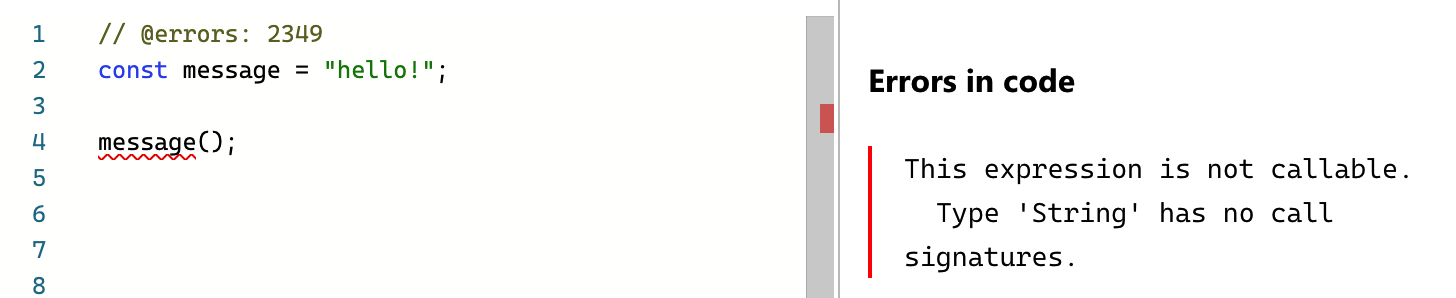 1 // @errors: 2349
2 const message = "hello!";
3
4 message();
5
6
7
8
Errors in code
This expression is not callable.
  Type 'String' has no call
signatures.